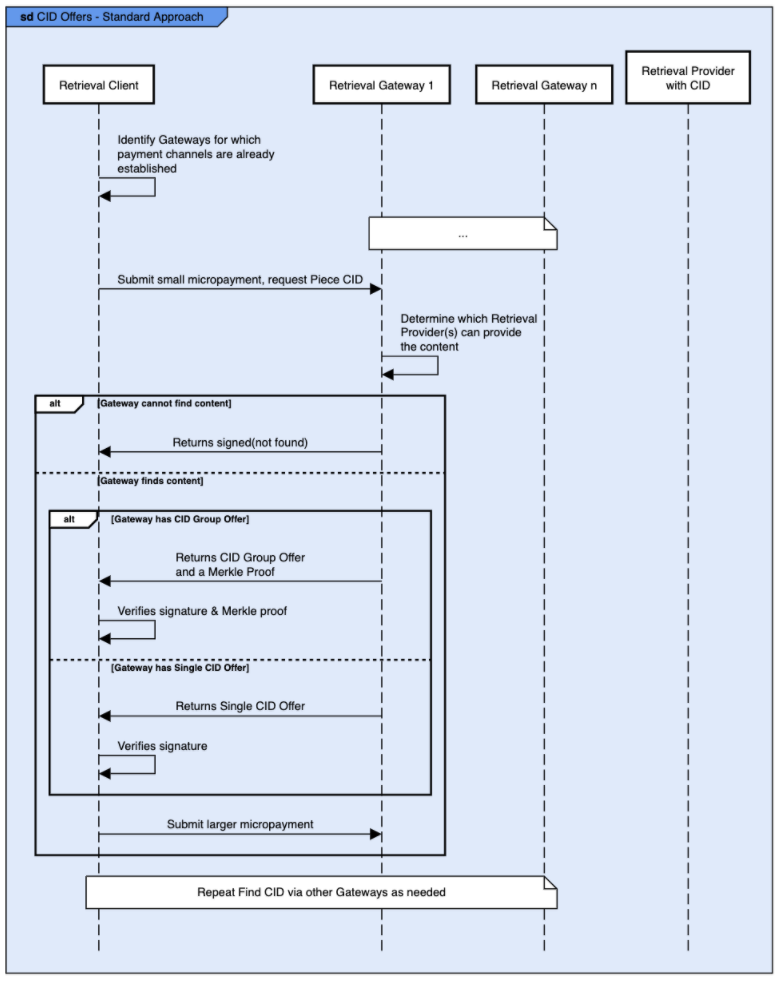 sd CID Offers - Standard Approach
Retrieval Client
Retrieval Gateway 1
Retrieval Gateway n
Retrieval Provider
with CID
Identify Gateways for which
payment channels are already
established
...
Submit small micropayment, request Piece CID
Determine which Retrieval
Provider(s) can provide
the content
alt [Gateway cannot find content]
Returns signed(not found)
[Gateway finds content]
alt [Gateway has CID Group Offer]
Returns CID Group Offer
and a Merkle Proof
Verifies signature & Merkle proof
[Gateway has Single CID Offer]
Returns Single CID Offer
Verifies signature
Submit larger micropayment
Repeat Find CID via other Gateways as needed